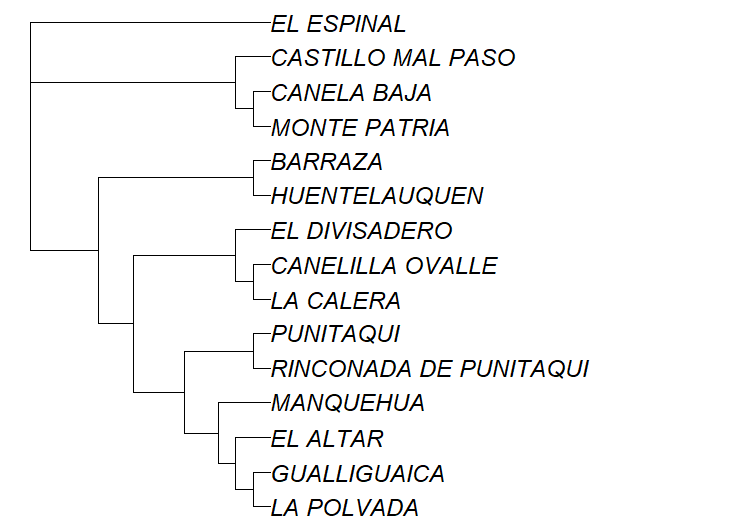 EL ESPINAL
CASTILLO MAL PASO
CANELA BAJA
MONTE PATRIA
BARRAZA
HUENTELAUQUEN
EL DIVISADERO
CANELILLA OVALLE
LA CALERA
PUNITAQUI
RINCONADA DE PUNITAQUI
MANQUEHUA
EL ALTAR
GUALLIGUAICA
LA POLVADA